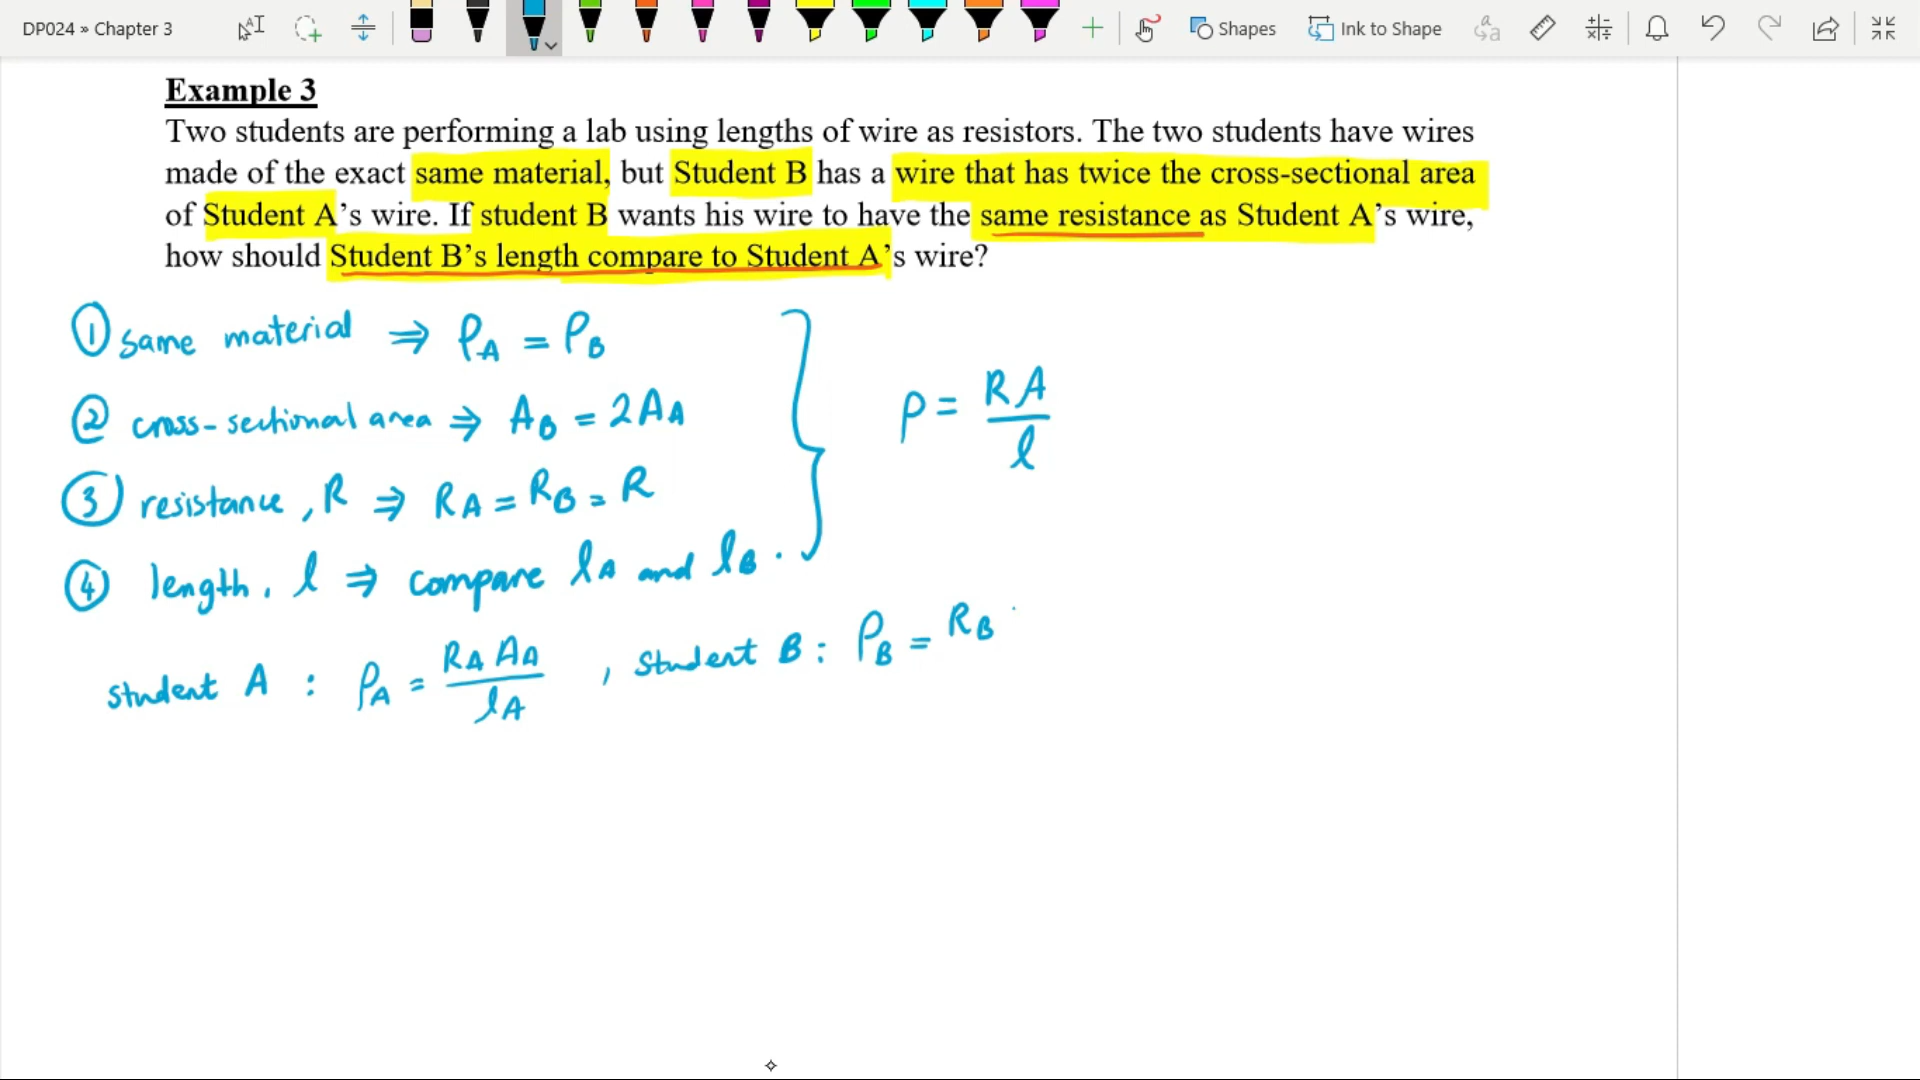 DP024 » Chapter 3
Shapes
Ink to Shape
Example 3
Two students are performing a lab using lengths of wire as resistors. The two students have wires
made of the exact same material, but Student B has a wire that has twice the cross-sectional area
of Student A’s wire. If student B wants his wire to have the same resistance as Student A’s wire,
how should Student B’s length compare to Student A’s wire?
① same material ⇒ ρA = ρB
② cross-sectional area ⇒ AB = 2AA
ρ = RA/l
③ resistance, R ⇒ RA = RB = R
④ length, l ⇒ compare lA and lB.
student A : ρA = RA AA/lA , student B : ρB = RB